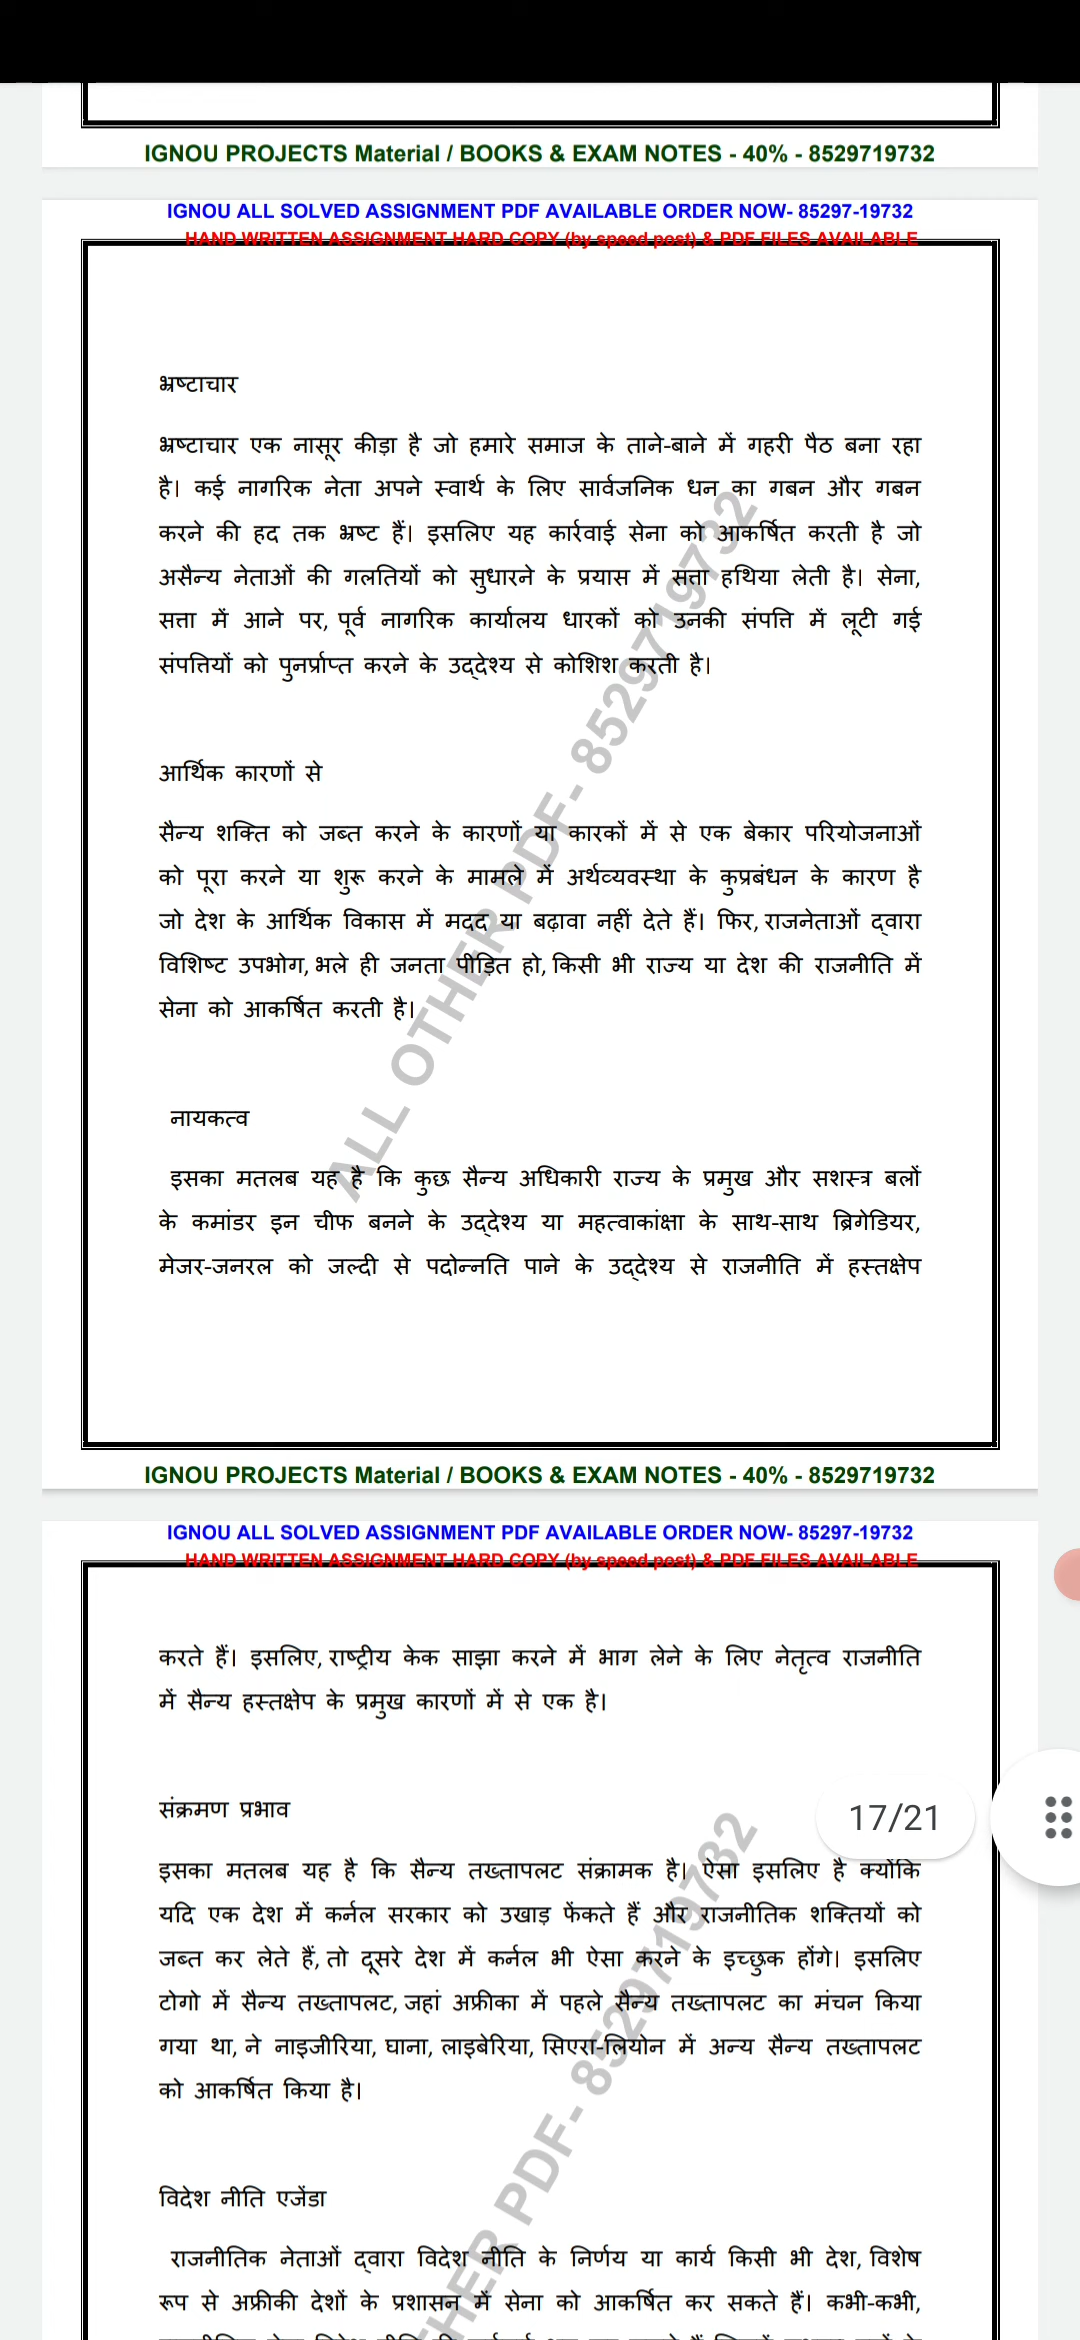 IGNOU PROJECTS Material / BOOKS & EXAM NOTES - 40% - 8529719732
IGNOU ALL SOLVED ASSIGNMENT PDF AVAILABLE ORDER NOW- 85297-19732
HAND WRITTEN ASSIGNMENT HARD COPY (by speed post) & PDF FILES AVAILABLE
भ्रष्टाचार
भ्रष्टाचार एक नासूर कीड़ा है जो हमारे समाज के ताने-बाने में गहरी पैठ बना रहा
है। कई नागरिक नेता अपने स्वार्थ के लिए सार्वजनिक धन का गबन और गबन
करने की हद तक भ्रष्ट हैं। इसलिए यह कार्रवाई सेना को आकर्षित करती है जो
असैन्य नेताओं की गलतियों को सुधारने के प्रयास में सत्ता हथिया लेती है। सेना,
सत्ता में आने पर, पूर्व नागरिक कार्यालय धारकों को उनकी संपत्ति में लूटी गई
संपत्तियों को पुनर्प्राप्त करने के उद्देश्य से कोशिश करती है।
आर्थिक कारणों से
सैन्य शक्ति को जब्त करने के कारणों या कारकों में से एक बेकार परियोजनाओं
को पूरा करने या शुरू करने के मामले में अर्थव्यवस्था के कुप्रबंधन के कारण है
जो देश के आर्थिक विकास में मदद या बढ़ावा नहीं देते हैं। फिर, राजनेताओं द्वारा
विशिष्ट उपभोग, भले ही जनता पीड़ित हो, किसी भी राज्य या देश की राजनीति में
सेना को आकर्षित करती है।
नायकत्व
इसका मतलब यह है कि कुछ सैन्य अधिकारी राज्य के प्रमुख और सशस्त्र बलों
के कमांडर इन चीफ बनने के उद्देश्य या महत्वाकांक्षा के साथ-साथ ब्रिगेडियर,
मेजर-जनरल को जल्दी से पदोन्नति पाने के उद्देश्य से राजनीति में हस्तक्षेप
ALL OTHER PDF- 8529719732
IGNOU PROJECTS Material / BOOKS & EXAM NOTES - 40% - 8529719732
IGNOU ALL SOLVED ASSIGNMENT PDF AVAILABLE ORDER NOW- 85297-19732
HAND WRITTEN ASSIGNMENT HARD COPY (by speed post) & PDF FILES AVAILABLE
करते हैं। इसलिए, राष्ट्रीय केक साझा करने में भाग लेने के लिए नेतृत्व राजनीति
में सैन्य हस्तक्षेप के प्रमुख कारणों में से एक है।
संक्रमण प्रभाव
17/21
इसका मतलब यह है कि सैन्य तख्तापलट संक्रामक है। ऐसा इसलिए है क्योंकि
यदि एक देश में कर्नल सरकार को उखाड़ फेंकते हैं और राजनीतिक शक्तियों को
जब्त कर लेते हैं, तो दूसरे देश में कर्नल भी ऐसा करने के इच्छुक होंगे। इसलिए
टोगो में सैन्य तख्तापलट, जहां अफ्रीका में पहले सैन्य तख्तापलट का मंचन किया
गया था, ने नाइजीरिया, घाना, लाइबेरिया, सिएरा-लियोन में अन्य सैन्य तख्तापलट
को आकर्षित किया है।
विदेश नीति एजेंडा
राजनीतिक नेताओं द्वारा विदेश नीति के निर्णय या कार्य किसी भी देश, विशेष
रूप से अफ्रीकी देशों के प्रशासन में सेना को आकर्षित कर सकते हैं। कभी-कभी,
HER PDF- 8529719732